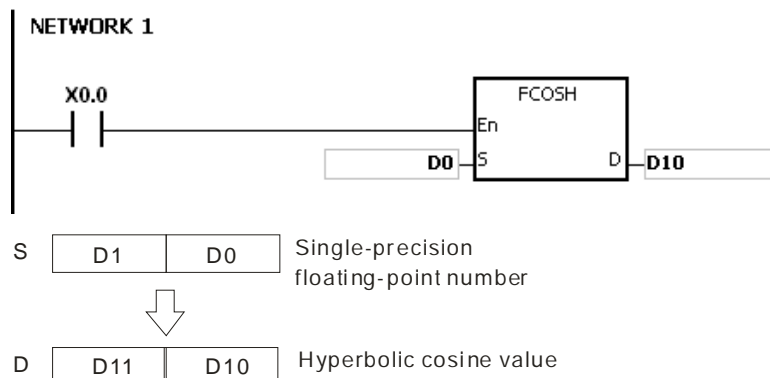 NETWORK 1
X0.0
FCOSH
En
D0 S D D10
S D1 D0 Single-precision
floating-point number
D D11 D10 Hyperbolic cosine value